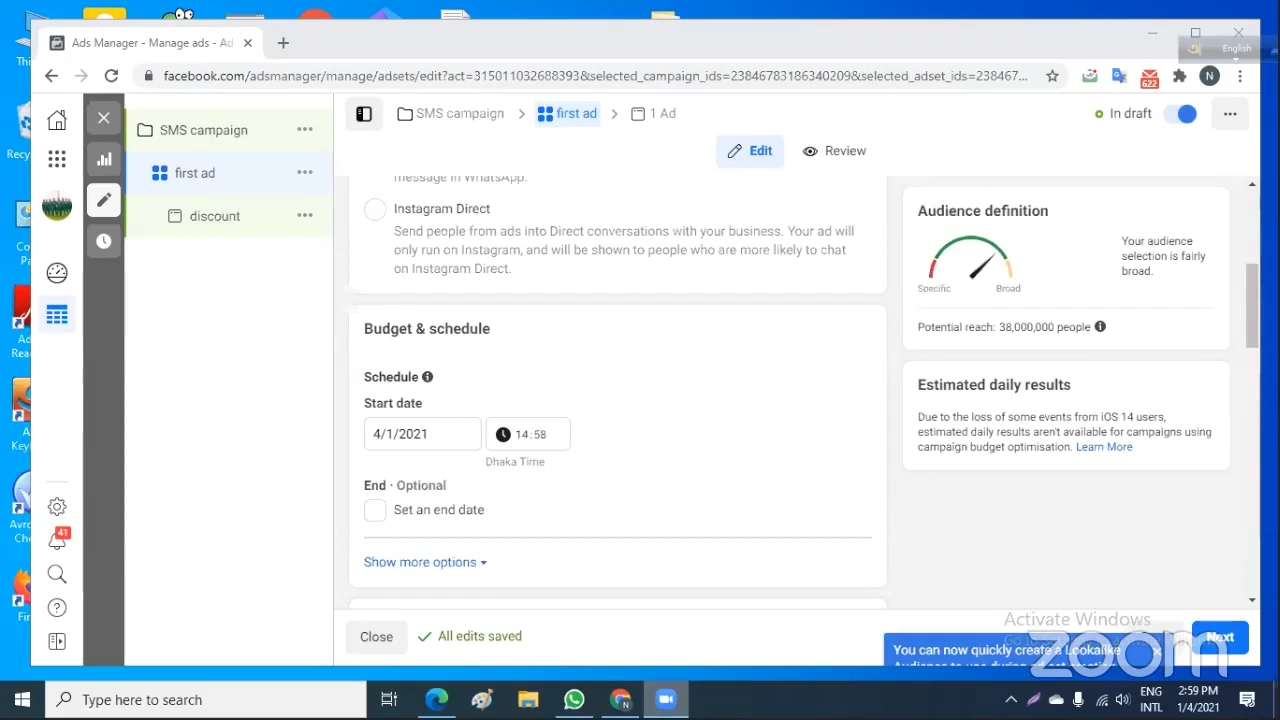 Ads Manager - Manage ads - Ad
English
facebook.com/adsmanager/manage/adsets/edit?act=315011032688393&selected_campaign_ids=23846783186340209&selected_adset_ids=238467...
622
N
SMS campaign
first ad
discount
SMS campaign > first ad > 1 Ad
In draft
Edit
Review
message in WhatsApp.
Instagram Direct
Send people from ads into Direct conversations with your business. Your ad
will only run on Instagram, and will be shown to people who are more likely to chat
on Instagram Direct.
Budget & schedule
Schedule
Start date
4/1/2021
14:58
Dhaka Time
End · Optional
Set an end date
Show more options
Audience definition
Your audience
selection is fairly
broad.
Specific
Broad
Potential reach: 38,000,000 people
Estimated daily results
Due to the loss of some events from iOS 14 users,
estimated daily results aren't available for campaigns using
campaign budget optimisation. Learn More
41
Close
All edits saved
Activate Windows
Next
You can now quickly create a Lookalike
zoom
Type here to search
ENG
INTL
2:59 PM
1/4/2021